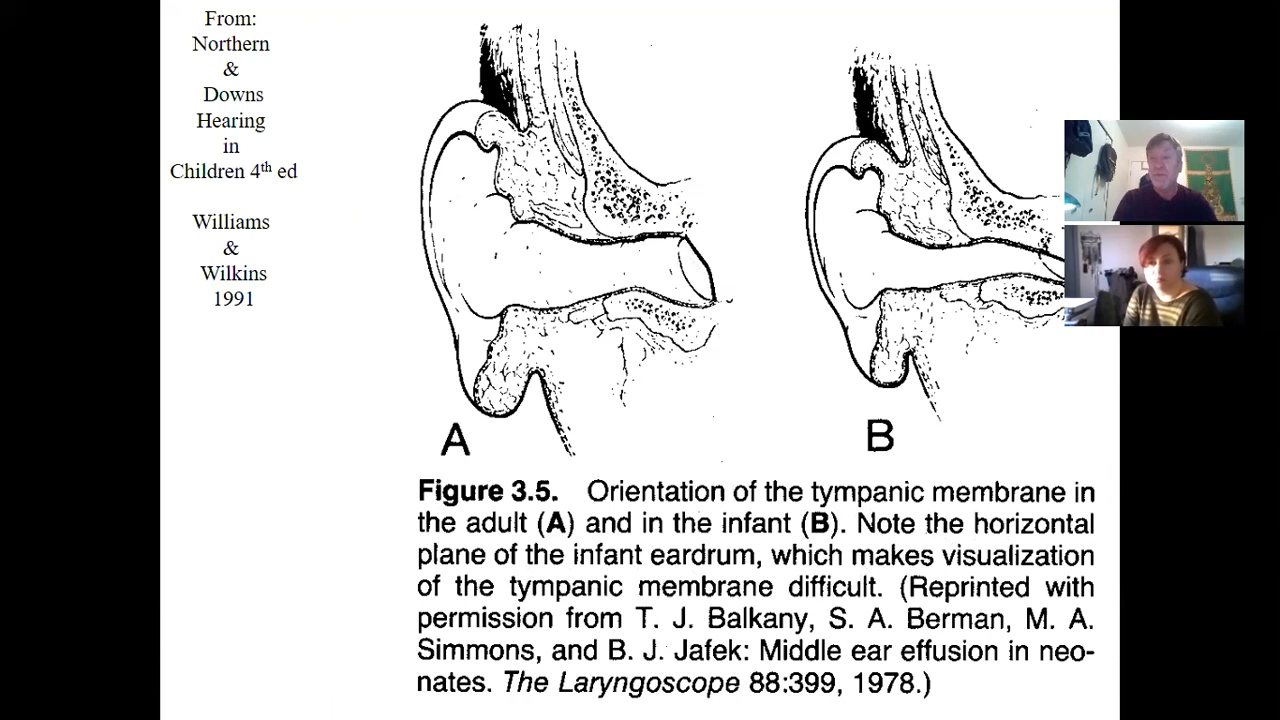 From:
Northern
&
Downs
Hearing
in
Children 4th ed
Williams
&
Wilkins
1991
A
B
Figure 3.5. Orientation of the tympanic membrane in
the adult (A) and in the infant (B). Note the horizontal
plane of the infant eardrum, which makes visualization
of the tympanic membrane difficult. (Reprinted with
permission from T. J. Balkany, S. A. Berman, M. A.
Simmons, and B. J. Jafek: Middle ear effusion in neo-
nates. The Laryngoscope 88:399, 1978.)